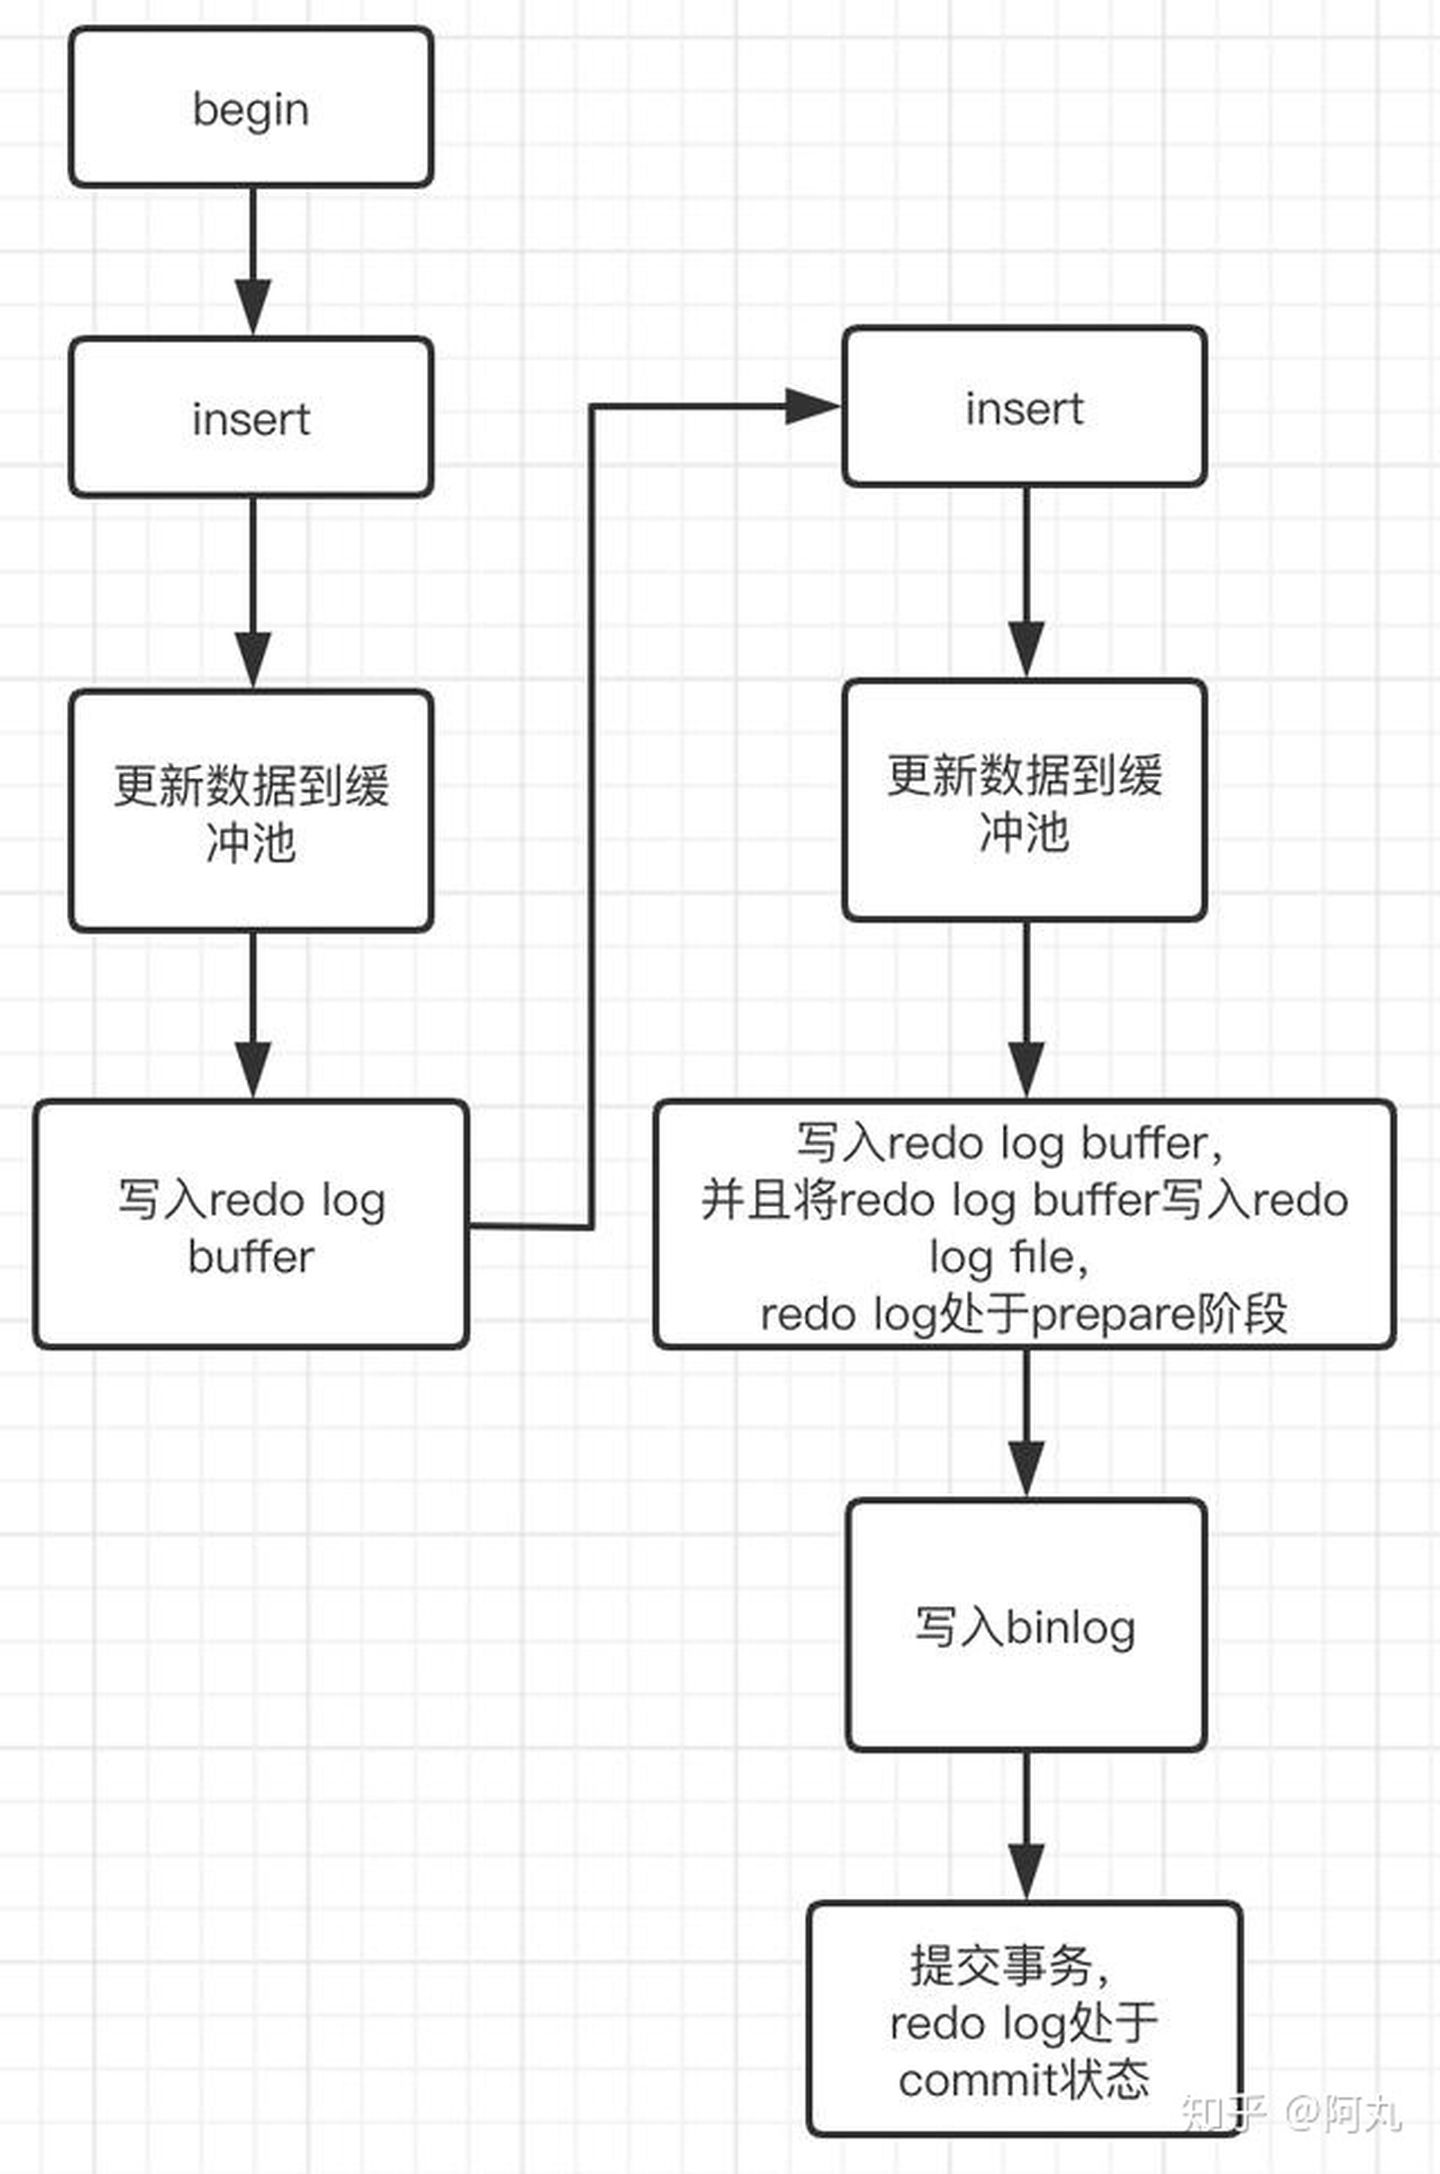 begin
insert
更新数据到缓
冲池
写入redo log
buffer
insert
更新数据到缓
冲池
写入redo log buffer，
并且将redo log buffer写入redo
log file，
redo log处于prepare阶段
写入binlog
提交事务，
redo log处于
commit状态
知乎 @阿丸